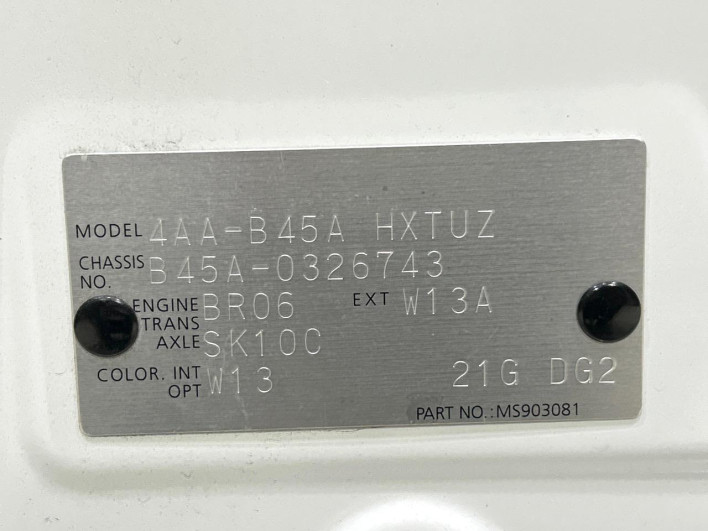 MODEL 4AA-B45A HXTUZ
CHASSIS NO. B45A-0326743
ENGINE BR06 EXT W13A
TRANS AXLE SK10C
COLOR. INT OPT W13 21G DG2
PART NO.:MS903081